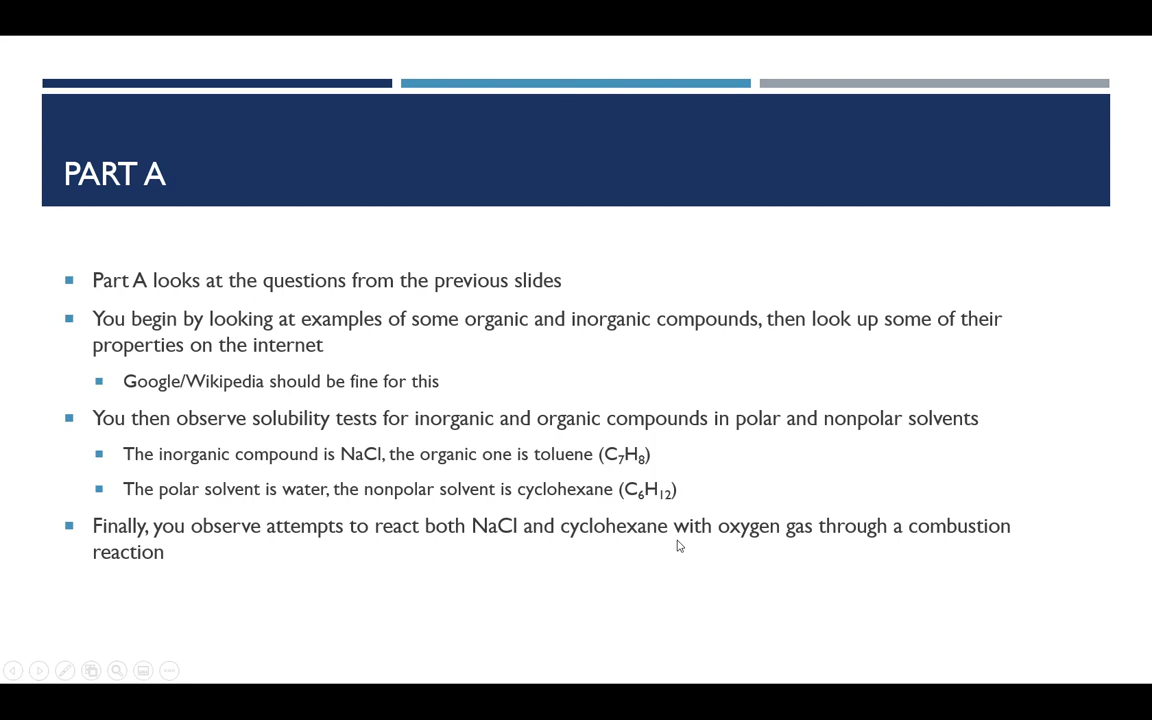 PART A
Part A looks at the questions from the previous slides
You begin by looking at examples of some organic and inorganic compounds, then look up some of their
properties on the internet
Google/Wikipedia should be fine for this
You then observe solubility tests for inorganic and organic compounds in polar and nonpolar solvents
The inorganic compound is NaCl, the organic one is toluene (C₇H₈)
The polar solvent is water, the nonpolar solvent is cyclohexane (C₆H₁₂)
Finally, you observe attempts to react both NaCl and cyclohexane with oxygen gas through a combustion
reaction